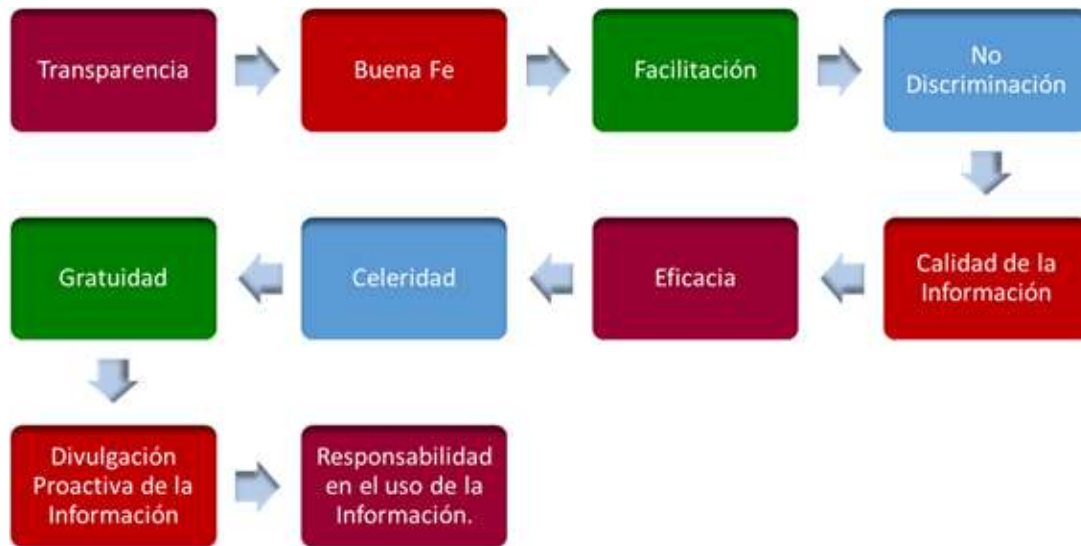 Transparencia
Buena Fe
Facilitación
No
Discriminación
Calidad de la
Información
Eficacia
Celeridad
Gratuidad
Divulgación
Proactiva de la
Información
Responsabilidad
en el uso de la
Información.